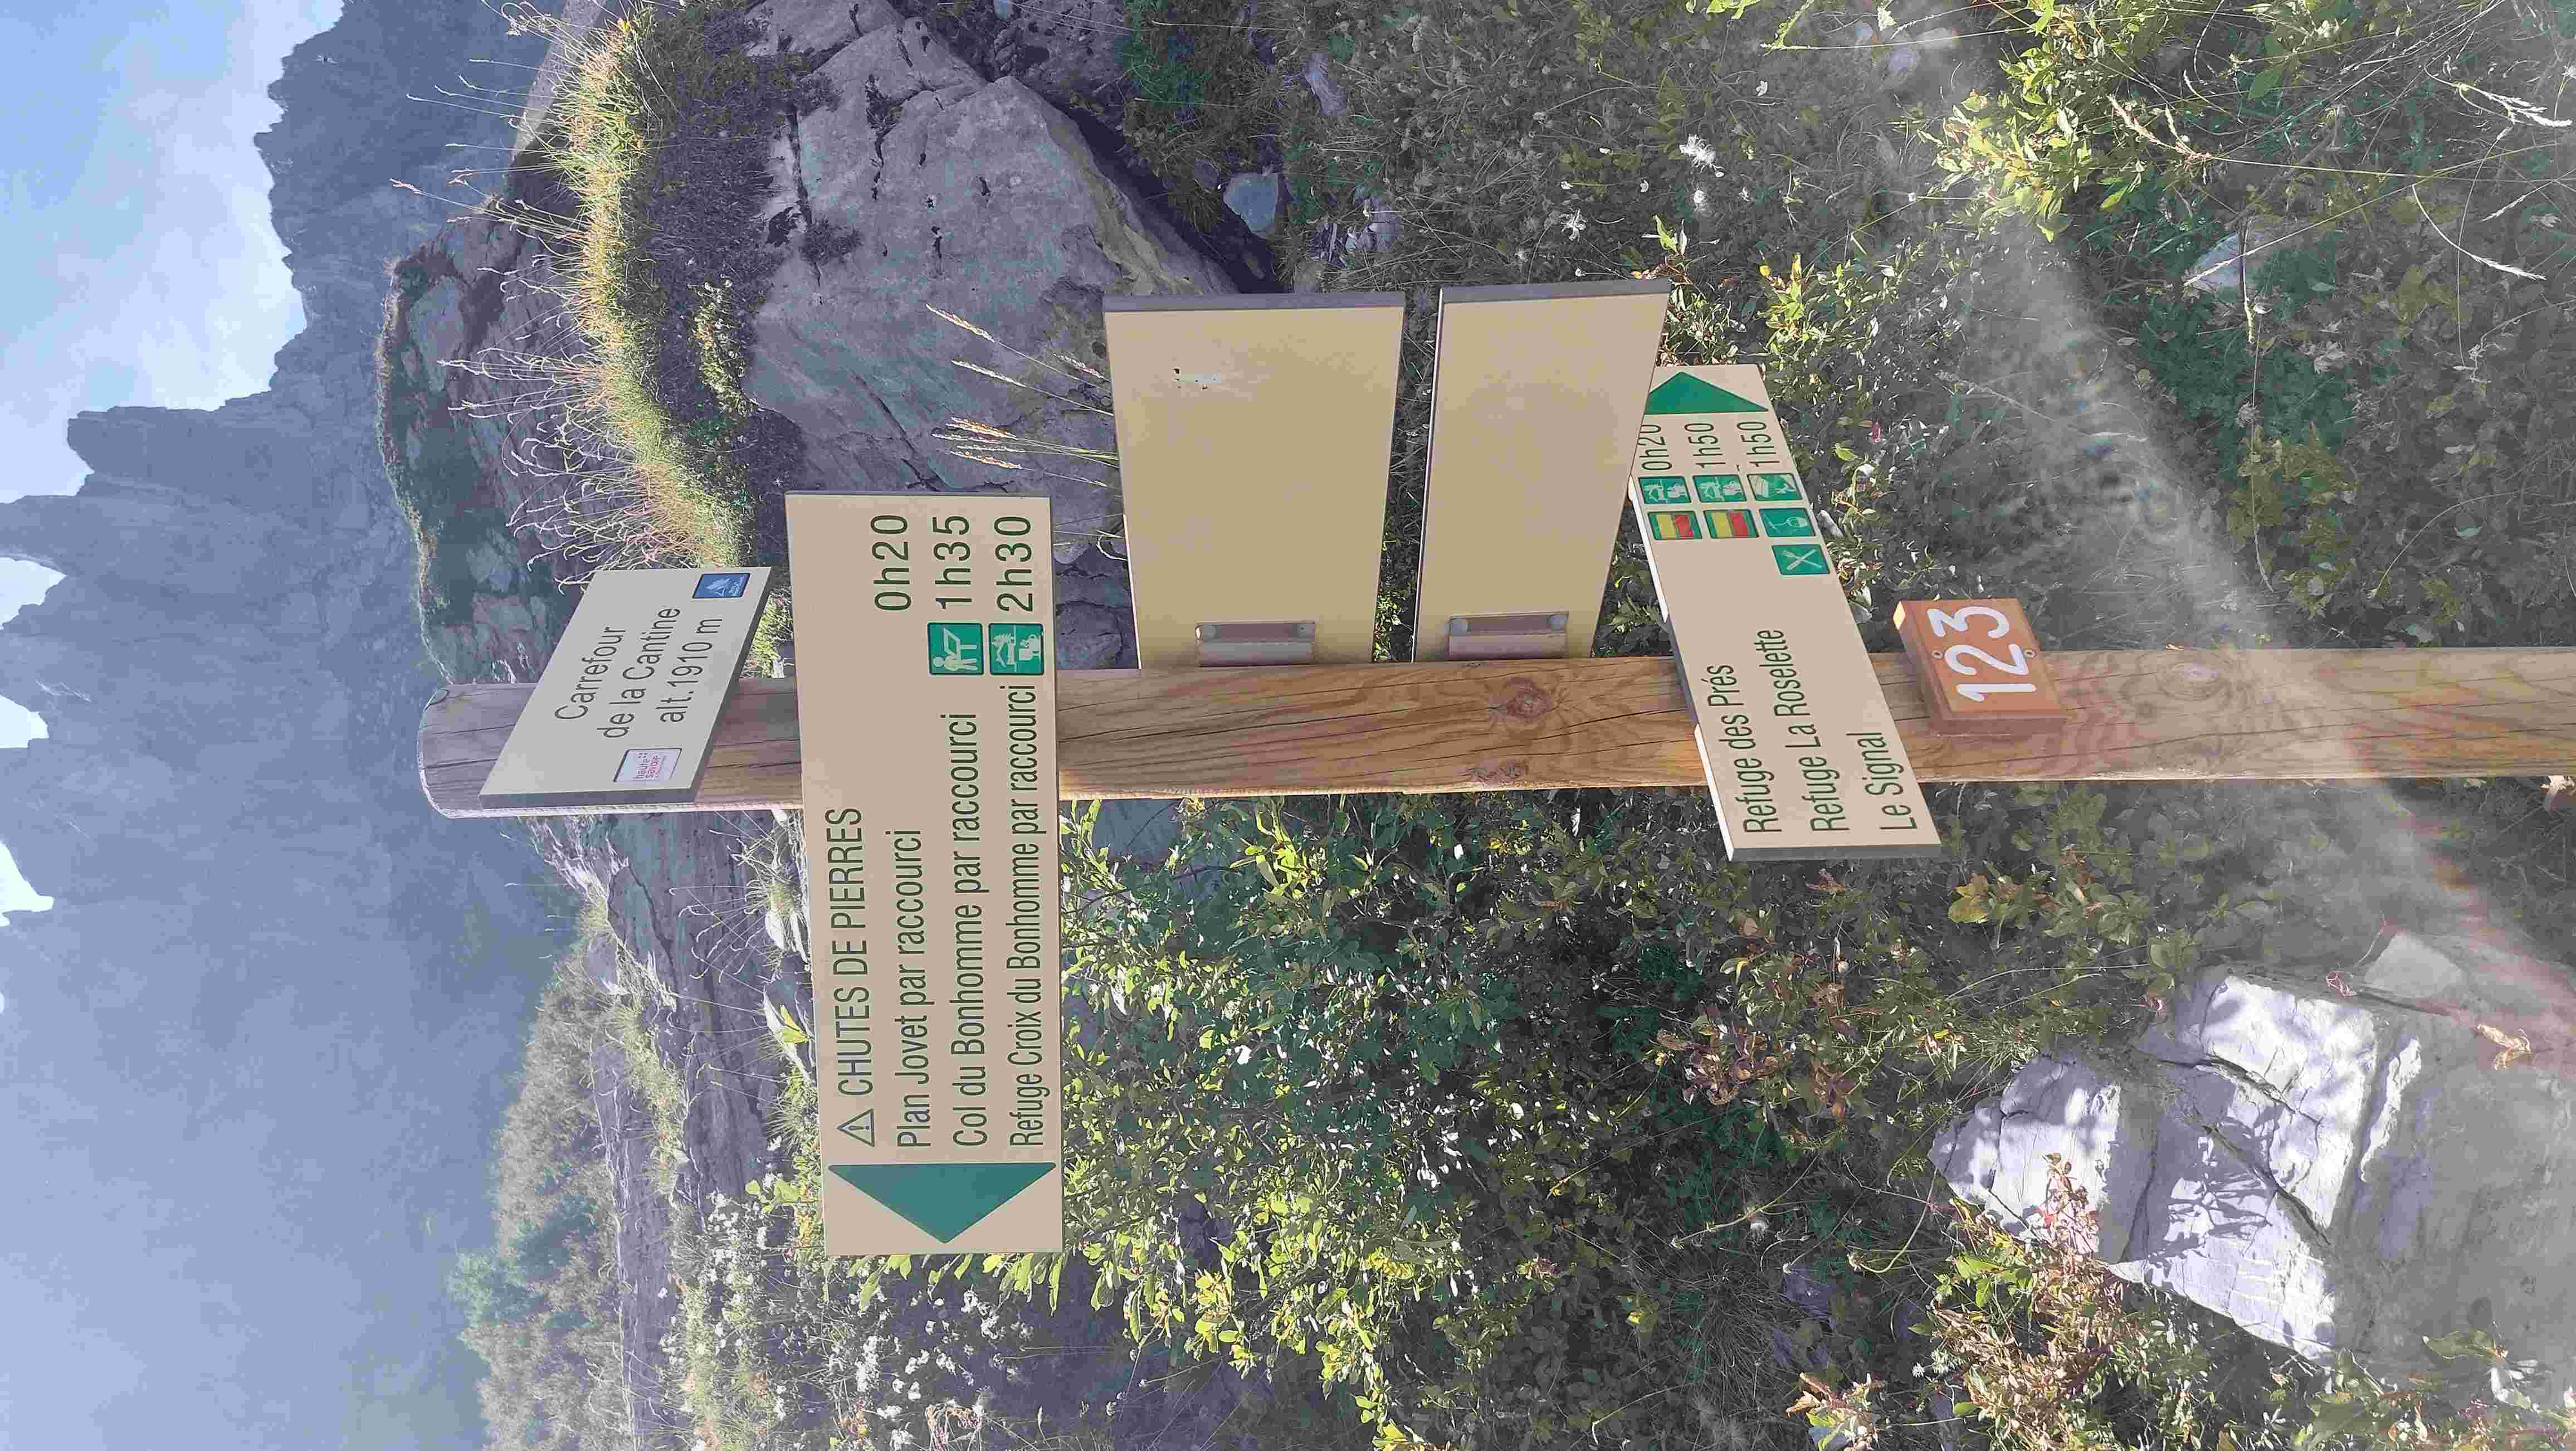 Carrefour
de la Cantine
alt.1910 m
haute
savoie
⚠ CHUTES DE PIERRES
Plan Jovet par raccourci 0h20
Col du Bonhomme par raccourci 1h35
Refuge Croix du Bonhomme par raccourci 2h30
Refuge des Prés 0h20
Refuge La Roselette 1h50
Le Signal 1h50
123